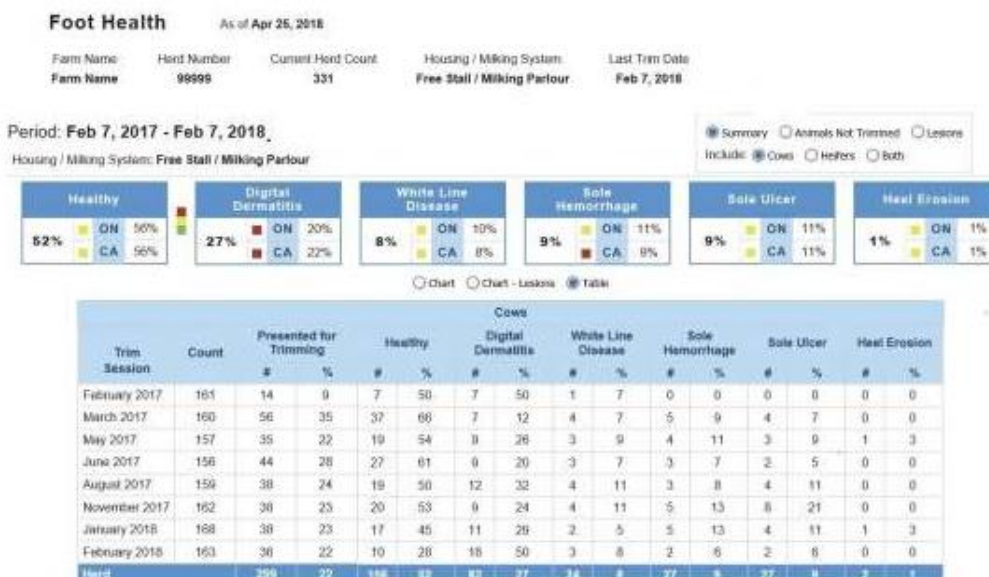 Foot Health As of Apr 25, 2018
Farm Name Herd Number Current Herd Count Housing / Milking System Last Trim Date
Farm Name 99999 331 Free Stall / Milking Parlour Feb 7, 2018
Period: Feb 7, 2017 - Feb 7, 2018
Summary Animals Not Trimmed Lesions
Housing / Milking System: Free Stall / Milking Parlour
Include: Cows Heifers Both
Healthy Digital Dermatitis White Line Disease Sole Hemorrhage Sole Ulcer Heel Erosion
52% ON 56% 27% ON 20% 8% ON 10% 9% ON 11% 9% ON 11% 1% ON 1%
CA 56% CA 22% CA 8% CA 9% CA 11% CA 1%
Chart Chart - Lesions Table
Cows
Trim Session Count Presented for Trimming Healthy Digital Dermatitis White Line Disease Sole Hemorrhage Sole Ulcer Heel Erosion
# % # % # % # % # % # % # %
February 2017 161 14 9 7 50 7 50 1 7 0 0 0 0 0 0
March 2017 160 56 35 37 66 7 12 4 7 5 9 4 7 0 0
May 2017 157 35 22 19 54 9 26 3 9 4 11 3 9 1 3
June 2017 156 44 28 27 61 9 20 3 7 3 7 2 5 0 0
August 2017 159 38 24 19 50 12 32 4 11 3 8 4 11 0 0
November 2017 162 38 23 20 53 9 24 4 11 5 13 8 21 0 0
January 2018 168 38 23 17 45 11 29 2 5 5 13 4 11 1 3
February 2018 163 36 22 10 28 18 50 3 8 2 6 2 6 0 0
Herd 299 22 27 27 9